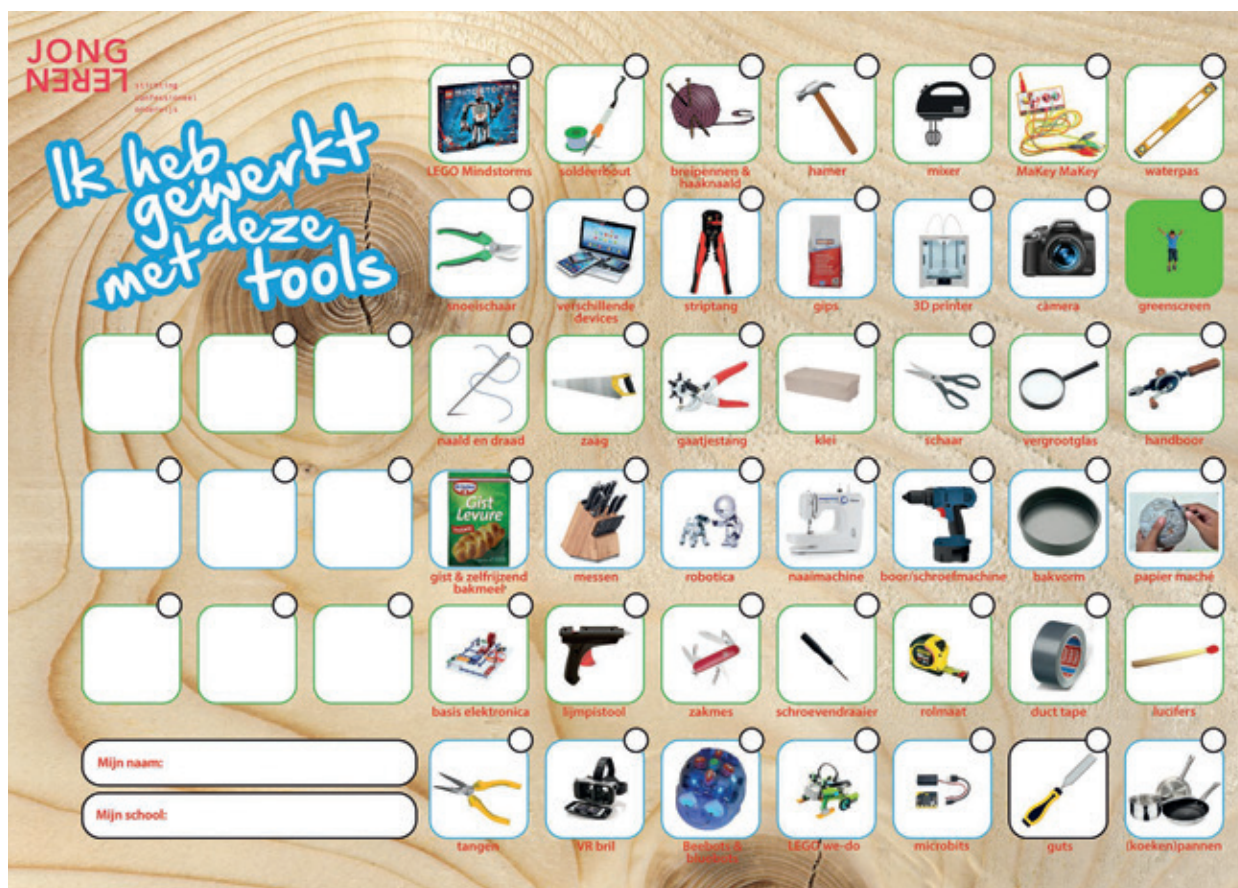 JONG
LEREN
stichting
confessioneel
onderwijs
Ik heb
gewerkt
met deze
tools
LEGO Mindstorms
soldeerbout
breipennen &
haaknaald
hamer
mixer
MaKey MaKey
waterpas
snoeischaar
verschillende
devices
striptang
gips
3D printer
camera
greenscreen
naald en draad
zaag
gaatjestang
klei
schaar
vergrootglas
handboor
Gist
Levure
gist & zelfrijzend
bakmeel
messen
robotica
naaimachine
boor/schroefmachine
bakvorm
papier maché
basis elektronica
lijmpistool
zakmes
schroevendraaier
rolmaat
duct tape
lucifers
Mijn naam:
Mijn school:
tangen
VR bril
Beebots &
LEGO we-do
microbits
guts
(koeken)pannen